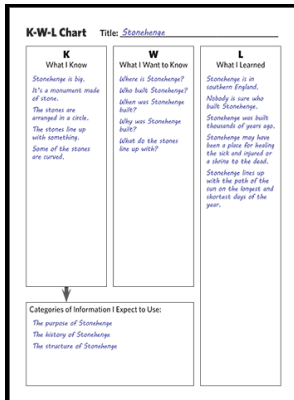 K-W-L Chart Title: Stonehenge
K
What I Know
Stonehenge is big.
It's a monument made
of stone.
The stones are
arranged in a circle.
The stones line up
with something.
Some of the stones
are curved.
W
What I Want to Know
Where is Stonehenge?
Who built Stonehenge?
When was Stonehenge
built?
Why was Stonehenge
built?
What do the stones
line up with?
L
What I Learned
Stonehenge is in
southern England.
Nobody is sure who
built Stonehenge.
Stonehenge was built
thousands of years ago.
Stonehenge may have
been a place for healing
the sick and injured or
a shrine to the dead.
Stonehenge lines up
with the path of the
sun on the longest and
shortest days of the
year.
Categories of Information I Expect to Use:
The purpose of Stonehenge
The history of Stonehenge
The structure of Stonehenge